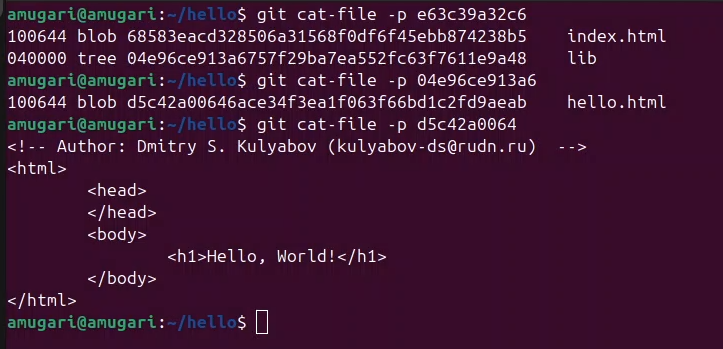 amugari@amugari:~/hello$ git cat-file -p e63c39a32c6
100644 blob 68583eacd328506a31568f0df6f45ebb874238b5    index.html
040000 tree 04e96ce913a6757f29ba7ea552fc63f7611e9a48    lib
amugari@amugari:~/hello$ git cat-file -p 04e96ce913a6
100644 blob d5c42a00646ace34f3ea1f063f66bd1c2fd9aeab    hello.html
amugari@amugari:~/hello$ git cat-file -p d5c42a0064
<!-- Author: Dmitry S. Kulyabov (kulyabov-ds@rudn.ru)  -->
<html>
        <head>
        </head>
        <body>
                <h1>Hello, World!</h1>
        </body>
</html>
amugari@amugari:~/hello$